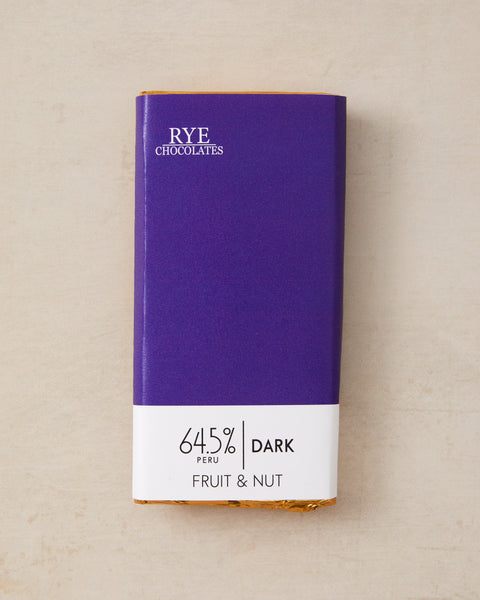 RYE
CHOCOLATES
64.5% | DARK
PERU
FRUIT & NUT